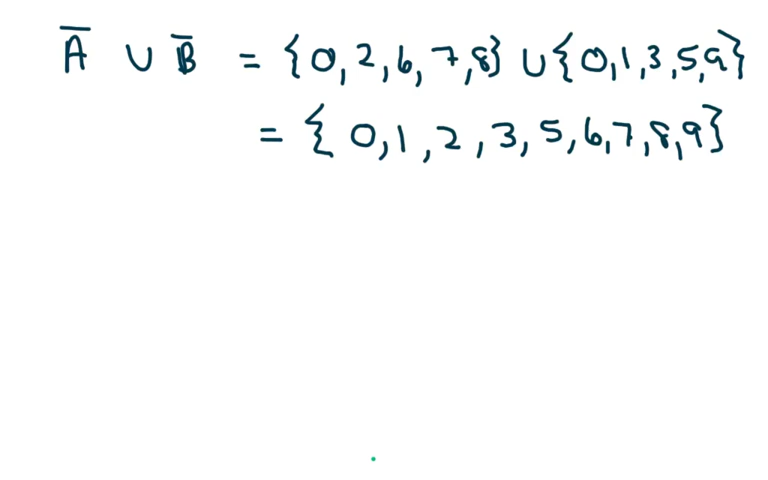 A̅ ∪ B̅ = {0,2,6,7,8} ∪ {0,1,3,5,9}
= {0,1,2,3,5,6,7,8,9}